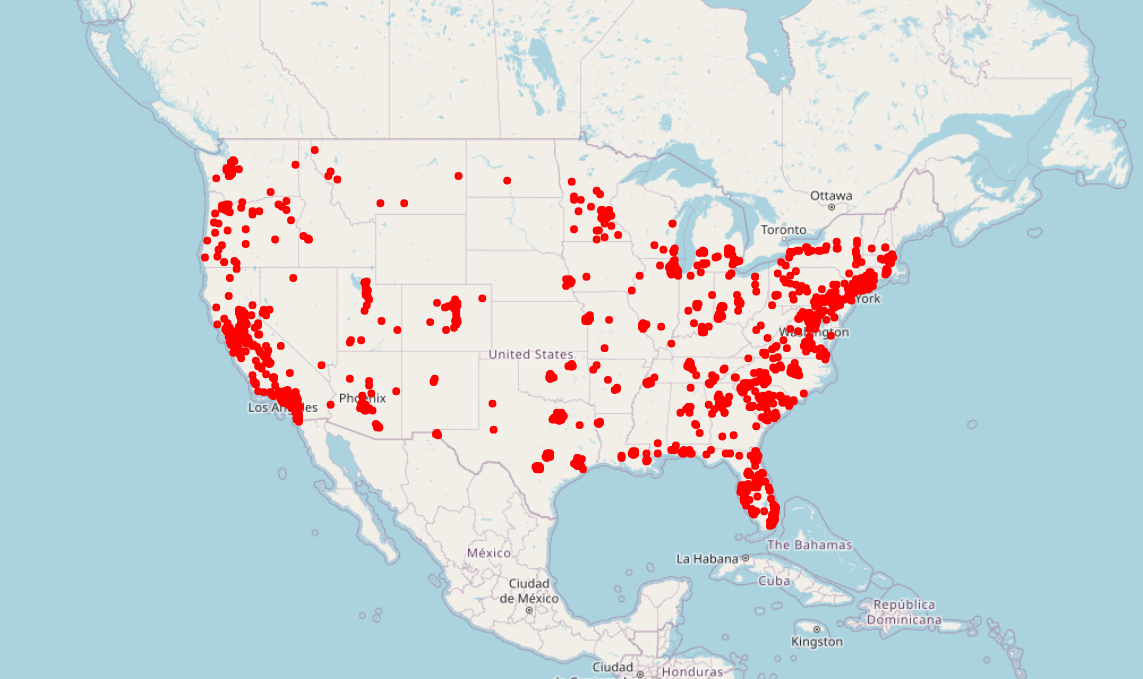 Ottawa
Toronto
York
Washington
United States
Phoenix
Los Angeles
México
La Habana
The Bahamas
Cuba
Ciudad
de México
República
Dominicana
Kingston
Ciudad
Honduras